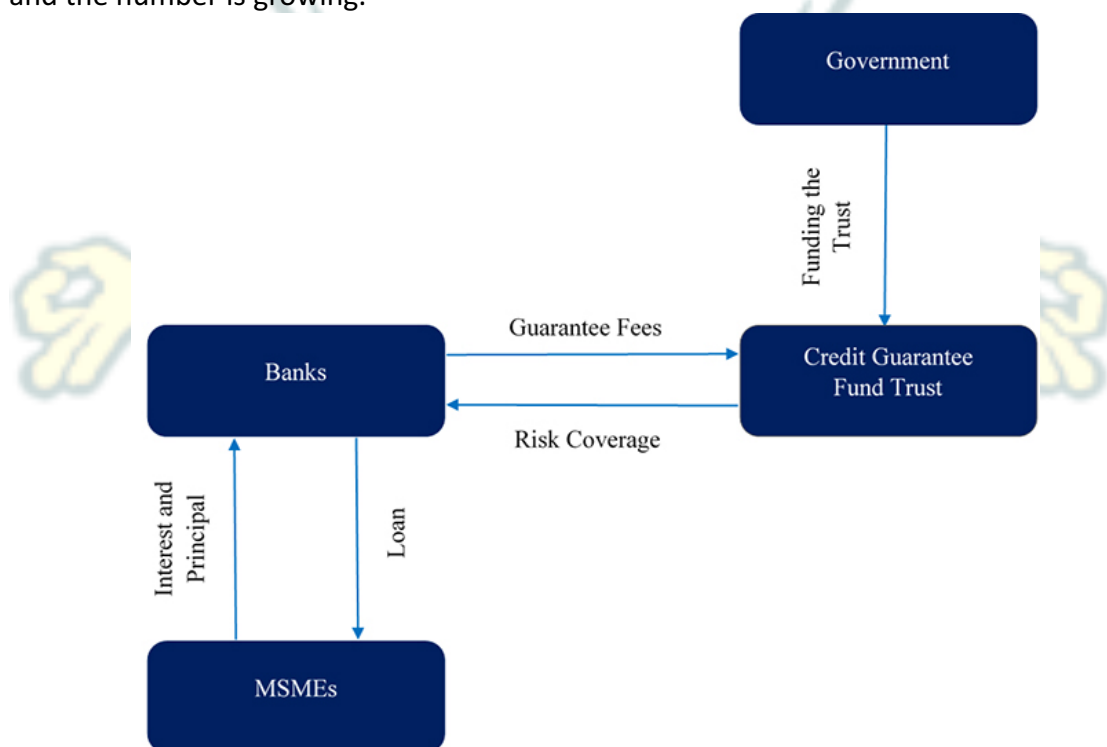 and the number is growing.
Government
Funding the
Trust
Guarantee Fees
Banks
Credit Guarantee
Fund Trust
Risk Coverage
Interest and
Principal
Loan
MSMEs